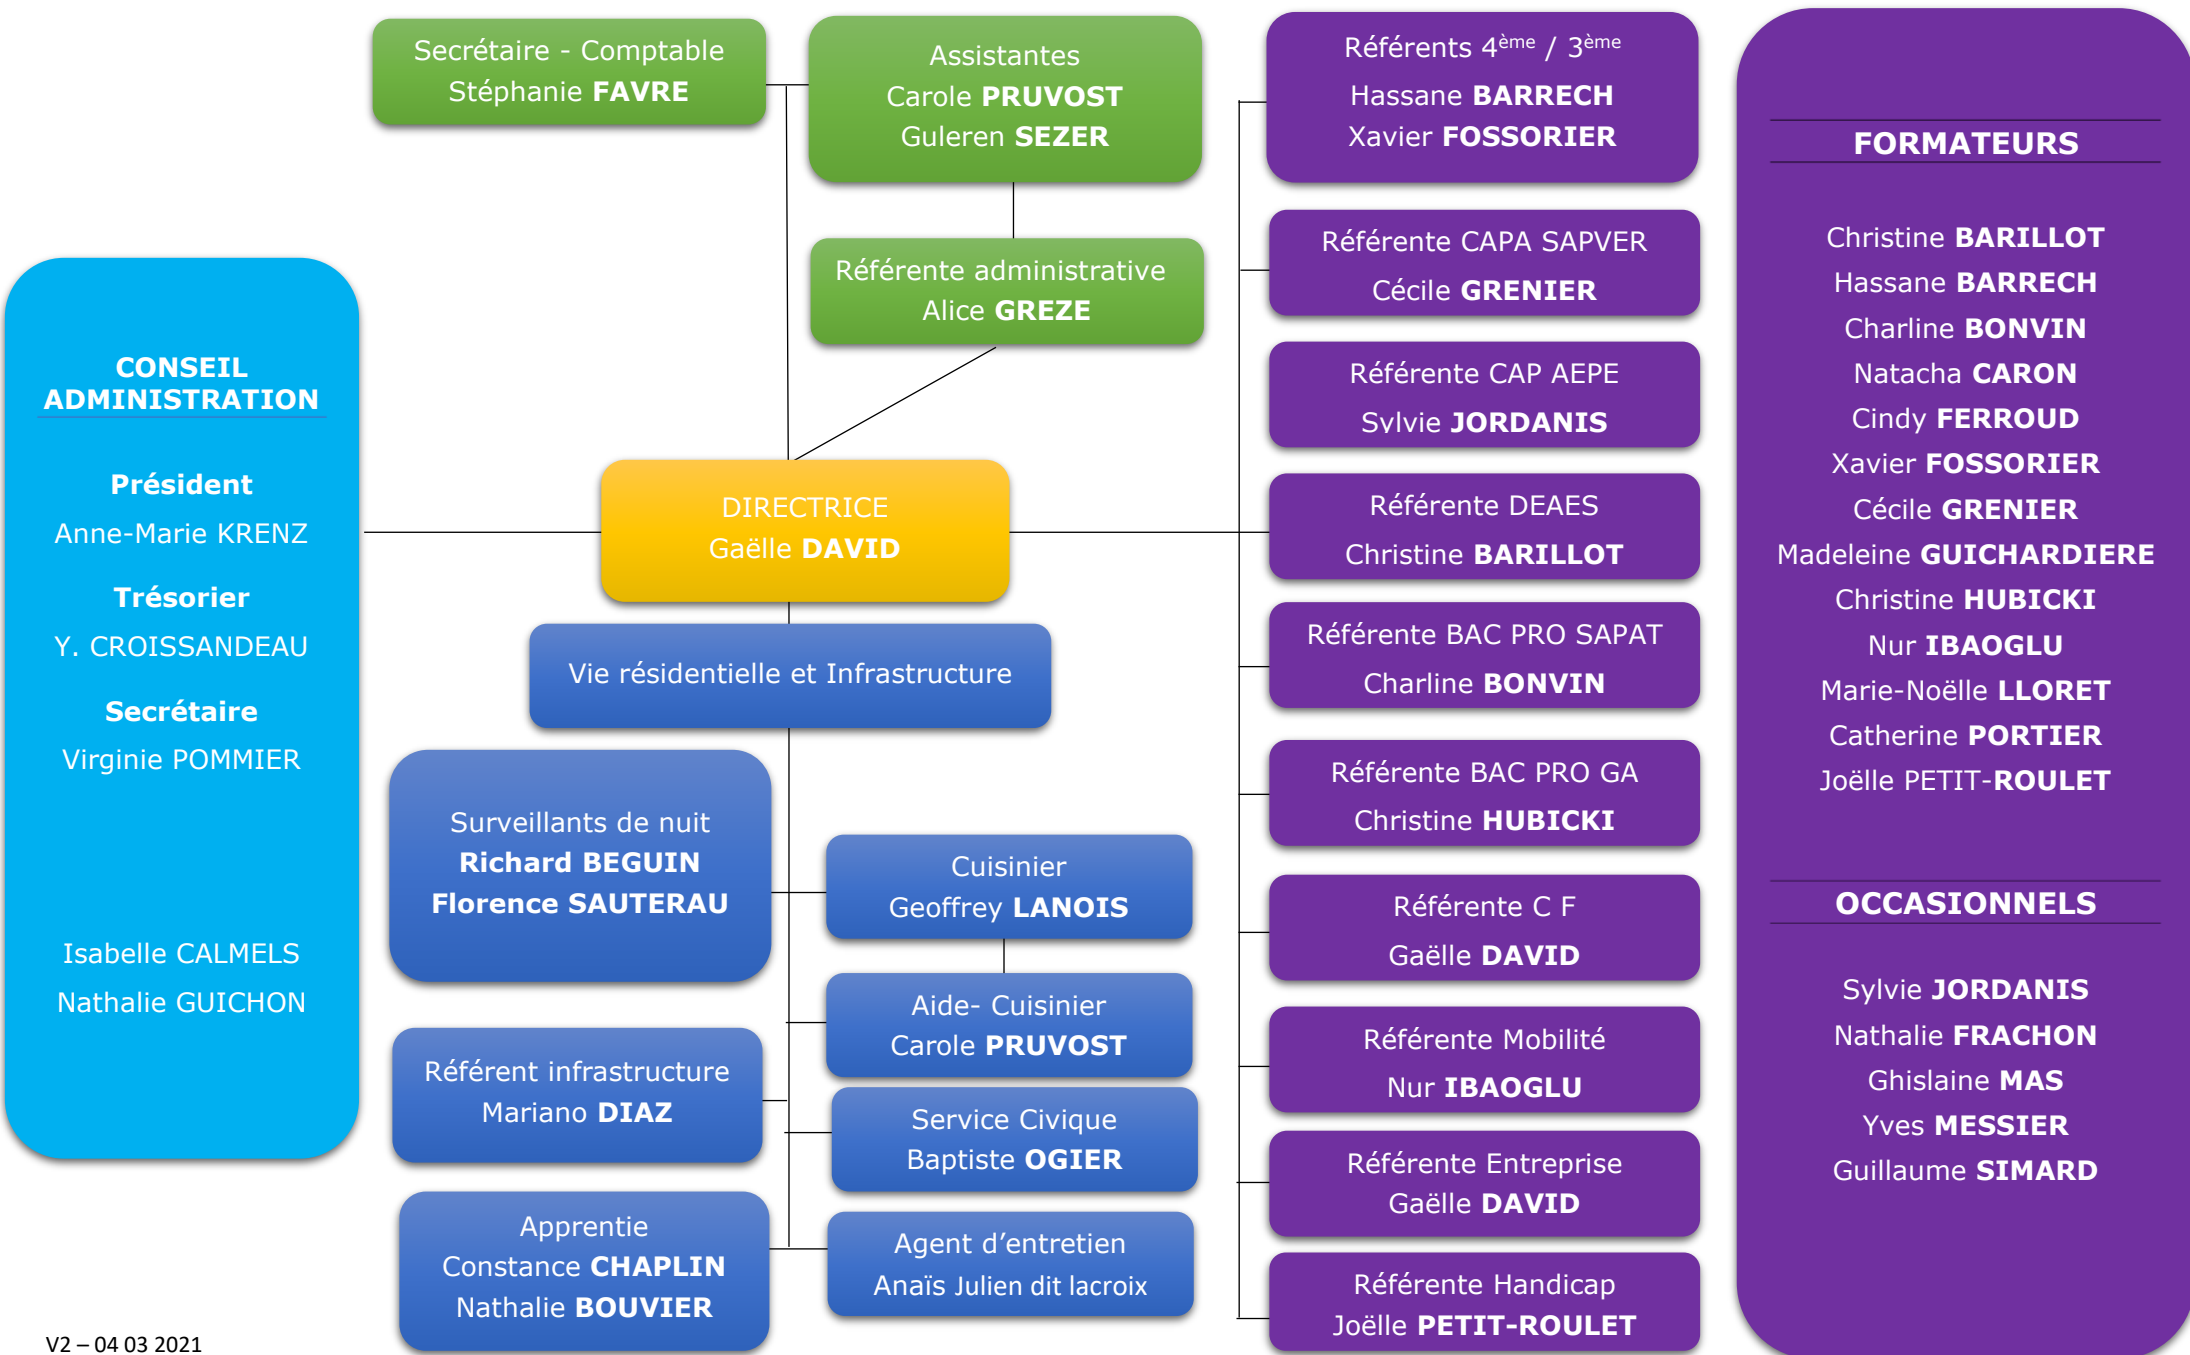 Secrétaire - Comptable
Stéphanie FAVRE
Assistantes
Carole PRUVOST
Guleren SEZER
Référente administrative
Alice GREZE
CONSEIL
ADMINISTRATION
Président
Anne-Marie KRENZ
Trésorier
Y. CROISSANDEAU
Secrétaire
Virginie POMMIER
Isabelle CALMELS
Nathalie GUICHON
DIRECTRICE
Gaëlle DAVID
Vie résidentielle et Infrastructure
Surveillants de nuit
Richard BEGUIN
Florence SAUTERAU
Cuisinier
Geoffrey LANOIS
Aide- Cuisinier
Carole PRUVOST
Référent infrastructure
Mariano DIAZ
Service Civique
Baptiste OGIER
Apprentie
Constance CHAPLIN
Nathalie BOUVIER
Agent d’entretien
Anaïs Julien dit lacroix
Référents 4ème / 3ème
Hassane BARRECH
Xavier FOSSORIER
Référente CAPA SAPVER
Cécile GRENIER
Référente CAP AEPE
Sylvie JORDANIS
Référente DEAES
Christine BARILLOT
Référente BAC PRO SAPAT
Charline BONVIN
Référente BAC PRO GA
Christine HUBICKI
Référente C F
Gaëlle DAVID
Référente Mobilité
Nur IBAOGLU
Référente Entreprise
Gaëlle DAVID
Référente Handicap
Joëlle PETIT-ROULET
FORMATEURS
Christine BARILLOT
Hassane BARRECH
Charline BONVIN
Natacha CARON
Cindy FERROUD
Xavier FOSSORIER
Cécile GRENIER
Madeleine GUICHARDIERE
Christine HUBICKI
Nur IBAOGLU
Marie-Noëlle LLORET
Catherine PORTIER
Joëlle PETIT-ROULET
OCCASIONNELS
Sylvie JORDANIS
Nathalie FRACHON
Ghislaine MAS
Yves MESSIER
Guillaume SIMARD
V2 – 04 03 2021